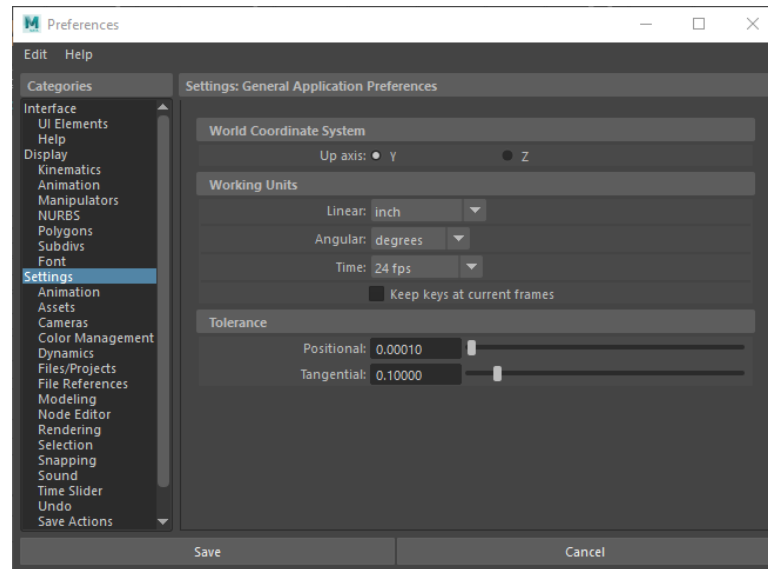 M Preferences
Edit Help
Categories
Interface
UI Elements
Help
Display
Kinematics
Animation
Manipulators
NURBS
Polygons
Subdivs
Font
Settings
Animation
Assets
Cameras
Color Management
Dynamics
Files/Projects
File References
Modeling
Node Editor
Rendering
Selection
Snapping
Sound
Time Slider
Undo
Save Actions
Settings: General Application Preferences
World Coordinate System
Up axis: Y Z
Working Units
Linear: inch
Angular: degrees
Time: 24 fps
Keep keys at current frames
Tolerance
Positional: 0.00010
Tangential: 0.10000
Save Cancel